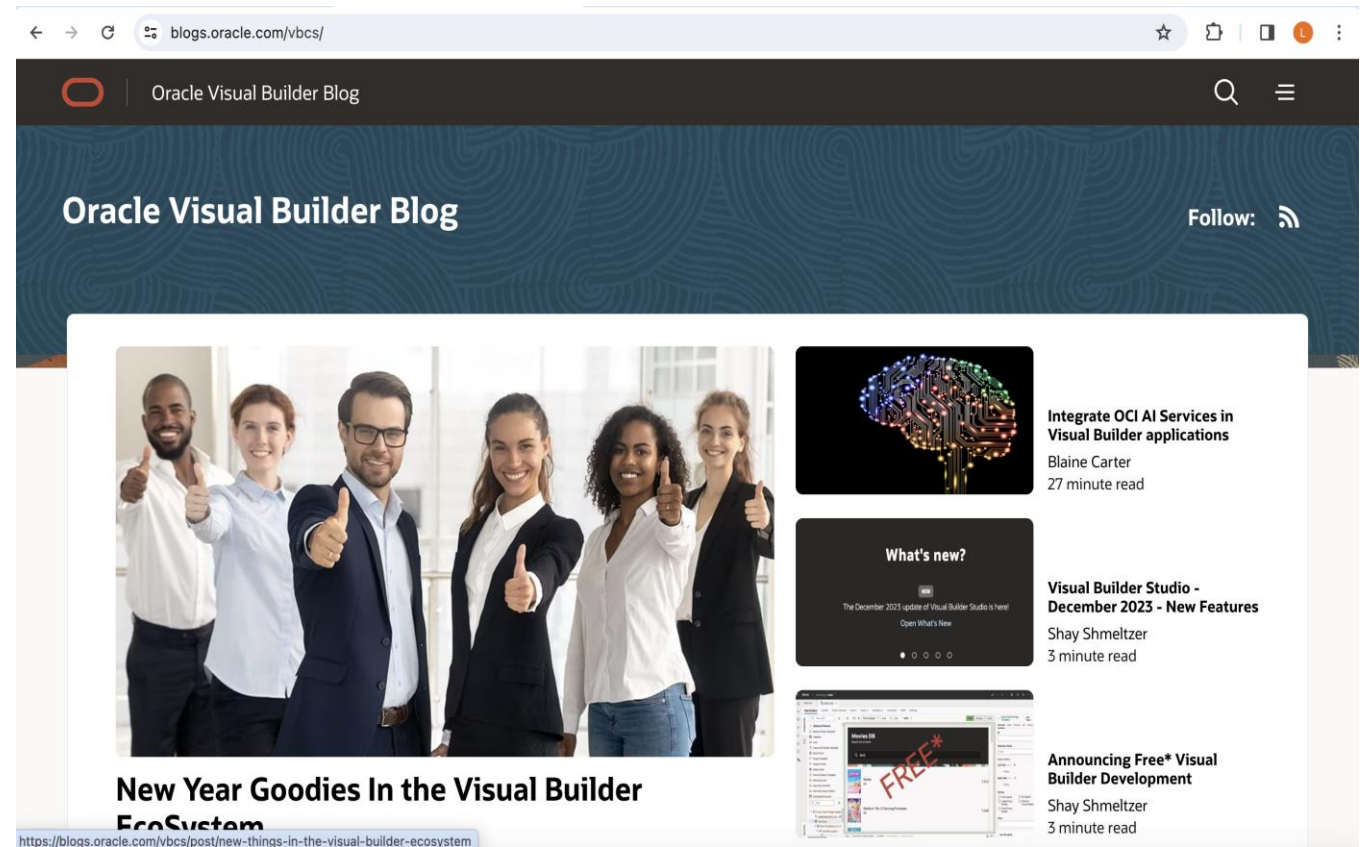 blogs.oracle.com/vbcs/
L
Oracle Visual Builder Blog
Oracle Visual Builder Blog
Follow:
Integrate OCI AI Services in
Visual Builder applications
Blaine Carter
27 minute read
What's new?
NEW
The December 2023 update of Visual Builder Studio is here!
Open What's New
Visual Builder Studio -
December 2023 - New Features
Shay Shmeltzer
3 minute read
Movies DB
FREE*
Announcing Free* Visual
Builder Development
Shay Shmeltzer
3 minute read
New Year Goodies In the Visual Builder
EcoSystem
https://blogs.oracle.com/vbcs/post/new-things-in-the-visual-builder-ecosystem